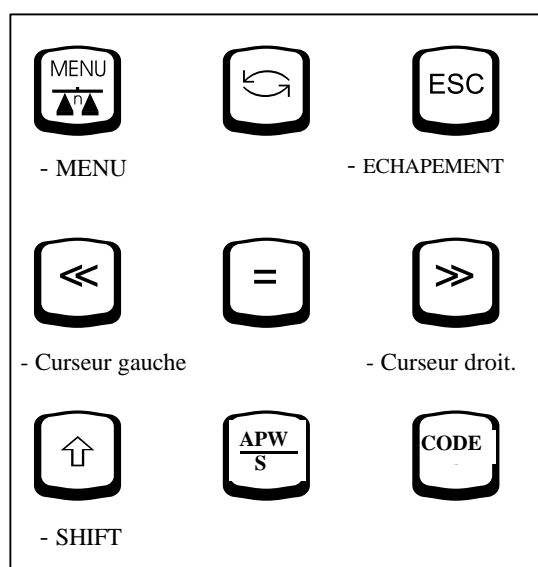 MENU
n
ESC
- MENU
- ECHAPEMENT
≪
=
≫
- Curseur gauche
- Curseur droit.
APW
S
CODE
- SHIFT